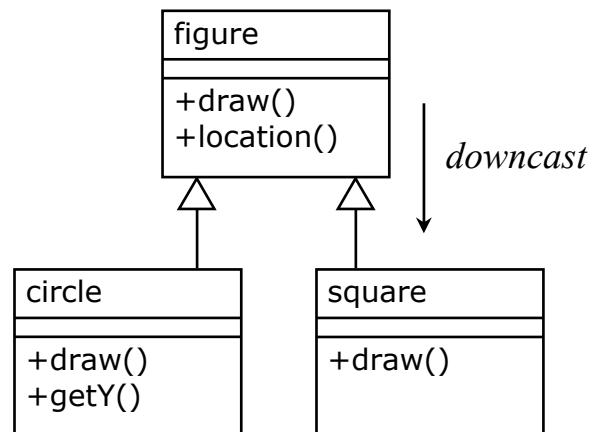 figure
+draw()
+location()
downcast
circle
+draw()
+getY()
square
+draw()